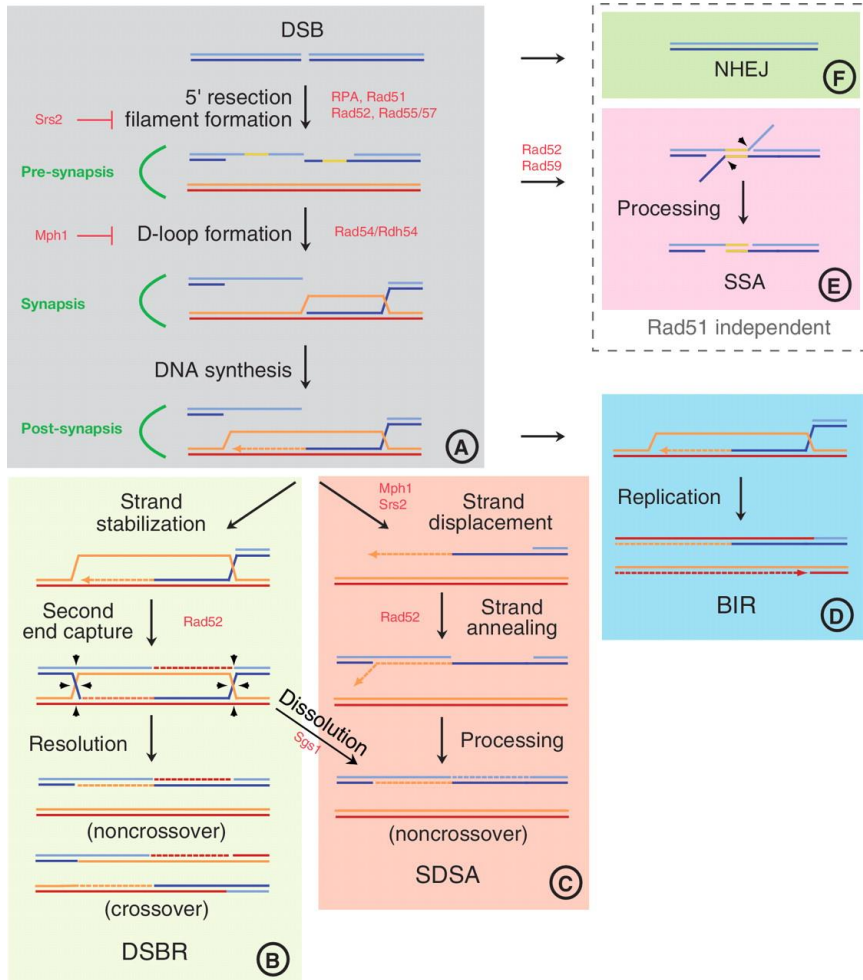 DSB
5' resection
filament formation
RPA, Rad51
Rad52, Rad55/57
Srs2
Pre-synapsis
Mph1
D-loop formation
Rad54/Rdh54
Synapsis
DNA synthesis
Post-synapsis
A
NHEJ
F
Rad52
Rad59
Processing
SSA
E
Rad51 independent
Replication
BIR
D
Strand
stabilization
Second
end capture
Rad52
Resolution
(noncrossover)
(crossover)
DSBR
B
Dissolution
Sgs1
Mph1
Srs2
Strand
displacement
Rad52
Strand
annealing
Processing
(noncrossover)
SDSA
C